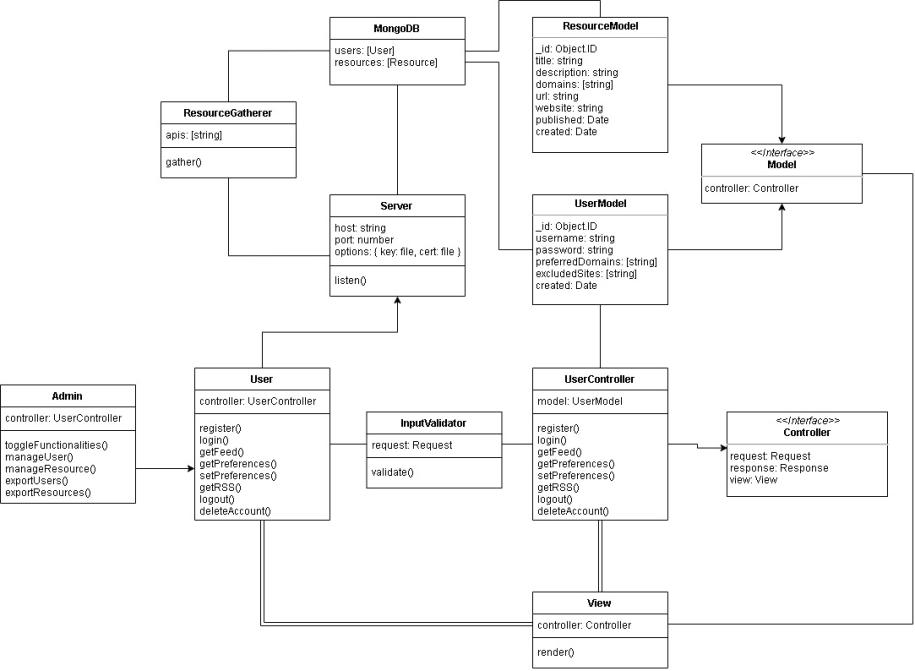 MongoDB
users: [User]
resources: [Resource]
ResourceModel
_id: Object.ID
title: string
description: string
domains: [string]
url: string
website: string
published: Date
created: Date
ResourceGatherer
apis: [string]
gather()
<<Interface>>
Model
controller: Controller
Server
host: string
port: number
options: { key: file, cert: file }
listen()
UserModel
_id: Object.ID
username: string
password: string
preferredDomains: [string]
excludedSites: [string]
created: Date
Admin
controller: UserController
toggleFunctionalities()
manageUser()
manageResource()
exportUsers()
exportResources()
User
controller: UserController
register()
login()
getFeed()
getPreferences()
setPreferences()
getRSS()
logout()
deleteAccount()
InputValidator
request: Request
validate()
UserController
model: UserModel
register()
login()
getFeed()
getPreferences()
setPreferences()
getRSS()
logout()
deleteAccount()
<<Interface>>
Controller
request: Request
response: Response
view: View
View
controller: Controller
render()